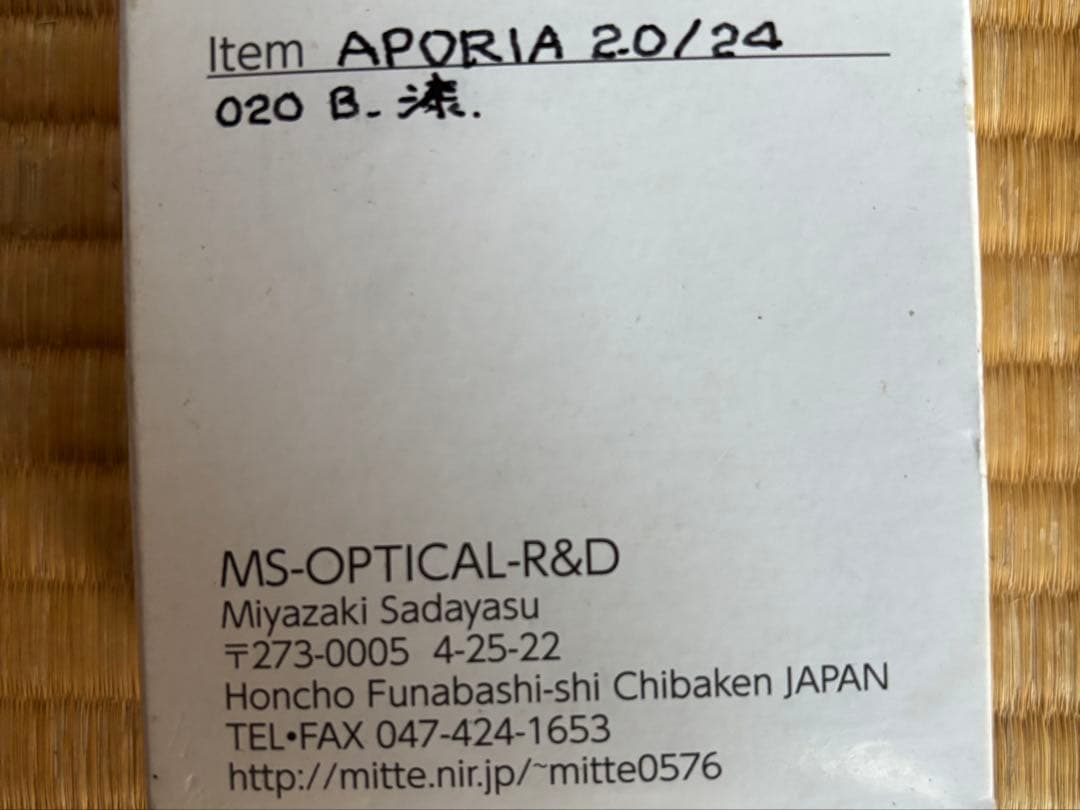 Item APORIA 2.0/24
020 B. 漆.
MS-OPTICAL-R&D
Miyazaki Sadayasu
〒273-0005 4-25-22
Honcho Funabashi-shi Chibaken JAPAN
TEL•FAX 047-424-1653
http://mitte.nir.jp/~mitte0576